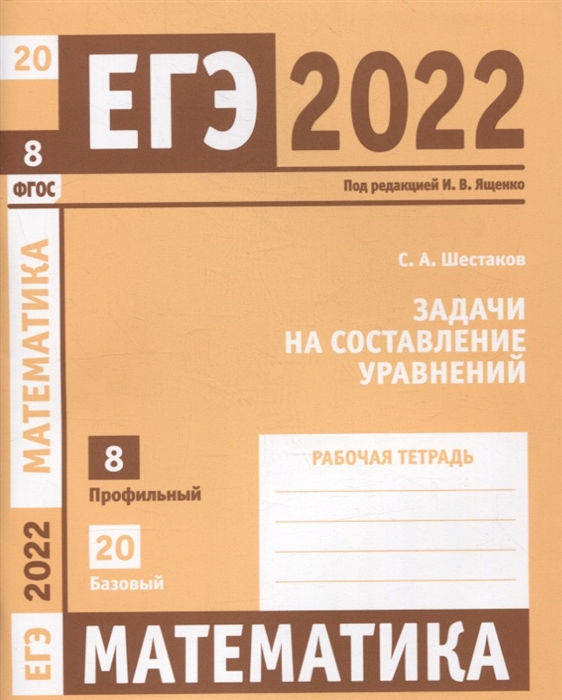 20
8
ФГОС
ЕГЭ 2022
Под редакцией И. В. Ященко
С. А. Шестаков
ЗАДАЧИ
НА СОСТАВЛЕНИЕ
УРАВНЕНИЙ
8
Профильный
20
Базовый
РАБОЧАЯ ТЕТРАДЬ
МАТЕМАТИКА
ЕГЭ 2022 МАТЕМАТИКА